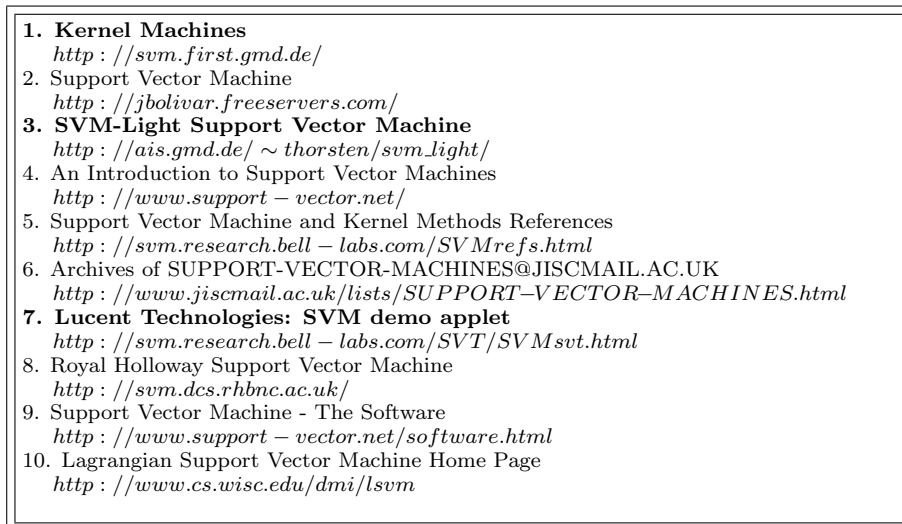 1. Kernel Machines
http : //svm.first.gmd.de/
2. Support Vector Machine
http : //jbolivar.freeservers.com/
3. SVM-Light Support Vector Machine
http : //ais.gmd.de/ ∼ thorsten/svm_light/
4. An Introduction to Support Vector Machines
http : //www.support − vector.net/
5. Support Vector Machine and Kernel Methods References
http : //svm.research.bell − labs.com/SVMrefs.html
6. Archives of SUPPORT-VECTOR-MACHINES@JISCMAIL.AC.UK
http : //www.jiscmail.ac.uk/lists/SUPPORT−VECTOR−MACHINES.html
7. Lucent Technologies: SVM demo applet
http : //svm.research.bell − labs.com/SVT/SVMsvt.html
8. Royal Holloway Support Vector Machine
http : //svm.dcs.rhbnc.ac.uk/
9. Support Vector Machine - The Software
http : //www.support − vector.net/software.html
10. Lagrangian Support Vector Machine Home Page
http : //www.cs.wisc.edu/dmi/lsvm